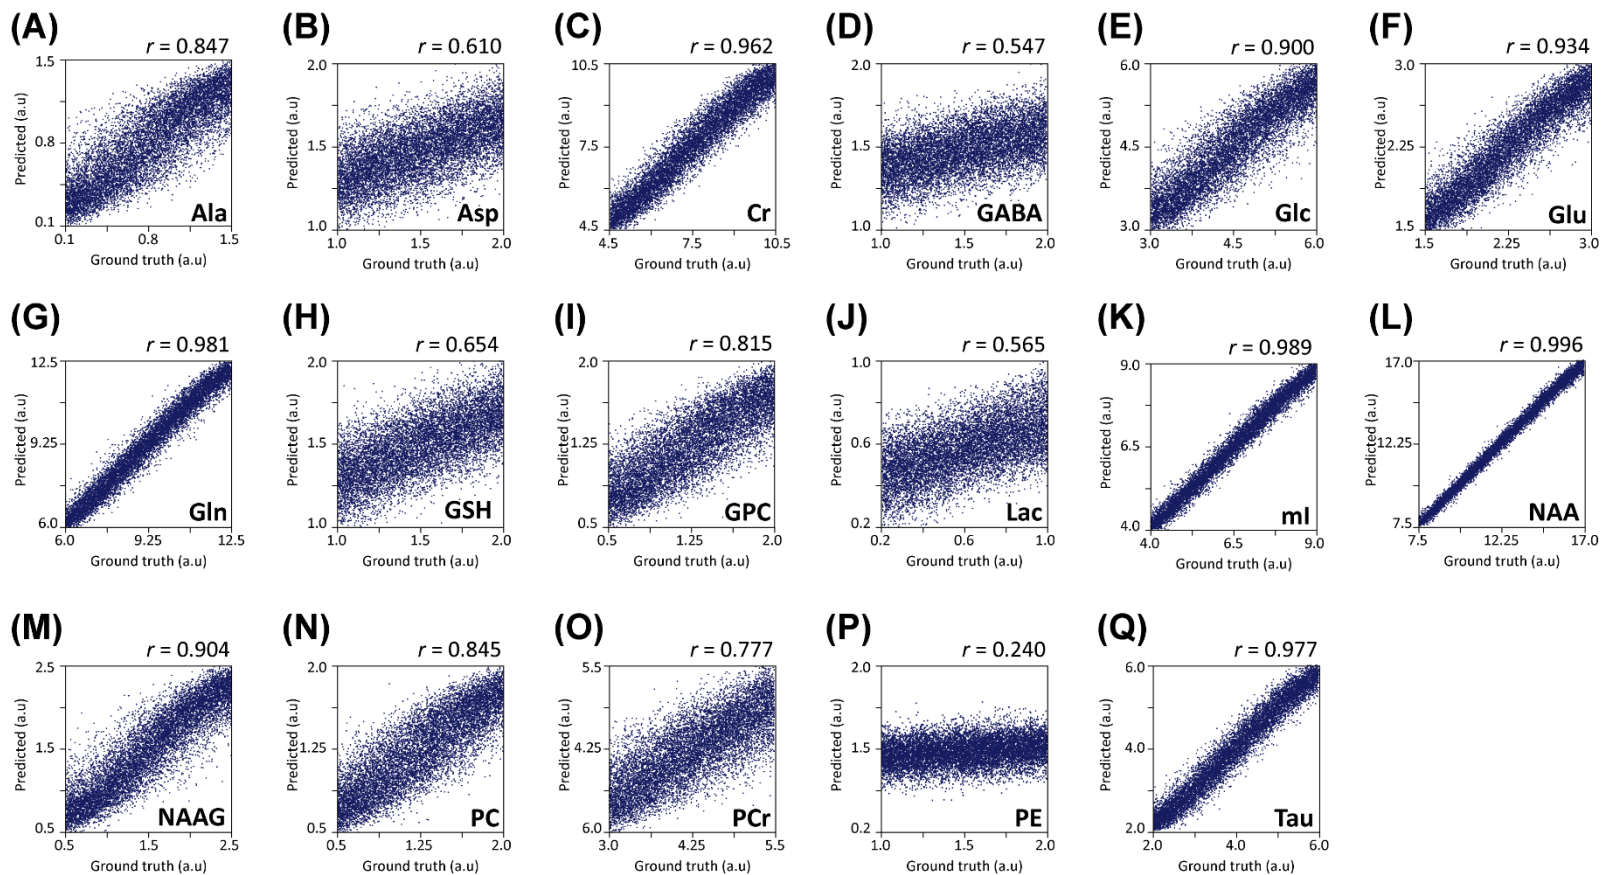 (A)
r = 0.847
1.5
0.8
0.1
Predicted (a.u)
Ala
0.1 0.8 1.5
Ground truth (a.u)
(B)
r = 0.610
2.0
1.5
1.0
Predicted (a.u)
Asp
1.0 1.5 2.0
Ground truth (a.u)
(C)
r = 0.962
10.5
7.5
4.5
Predicted (a.u)
Cr
4.5 7.5 10.5
Ground truth (a.u)
(D)
r = 0.547
2.0
1.5
1.0
Predicted (a.u)
GABA
1.0 1.5 2.0
Ground truth (a.u)
(E)
r = 0.900
6.0
4.5
3.0
Predicted (a.u)
Glc
3.0 4.5 6.0
Ground truth (a.u)
(F)
r = 0.934
3.0
2.25
1.5
Predicted (a.u)
Glu
1.5 2.25 3.0
Ground truth (a.u)
(G)
r = 0.981
12.5
9.25
6.0
Predicted (a.u)
Gln
6.0 9.25 12.5
Ground truth (a.u)
(H)
r = 0.654
2.0
1.5
1.0
Predicted (a.u)
GSH
1.0 1.5 2.0
Ground truth (a.u)
(I)
r = 0.815
2.0
1.25
0.5
Predicted (a.u)
GPC
0.5 1.25 2.0
Ground truth (a.u)
(J)
r = 0.565
1.0
0.6
0.2
Predicted (a.u)
Lac
0.2 0.6 1.0
Ground truth (a.u)
(K)
r = 0.989
9.0
6.5
4.0
Predicted (a.u)
mI
4.0 6.5 9.0
Ground truth (a.u)
(L)
r = 0.996
17.0
12.25
7.5
Predicted (a.u)
NAA
7.5 12.25 17.0
Ground truth (a.u)
(M)
r = 0.904
2.5
1.5
0.5
Predicted (a.u)
NAAG
0.5 1.5 2.5
Ground truth (a.u)
(N)
r = 0.845
2.0
1.25
0.5
Predicted (a.u)
PC
0.5 1.25 2.0
Ground truth (a.u)
(O)
r = 0.777
5.5
4.25
6.0
Predicted (a.u)
PCr
3.0 4.25 5.5
Ground truth (a.u)
(P)
r = 0.240
2.0
1.5
0.2
Predicted (a.u)
PE
1.0 1.5 2.0
Ground truth (a.u)
(Q)
r = 0.977
6.0
4.0
2.0
Predicted (a.u)
Tau
2.0 4.0 6.0
Ground truth (a.u)